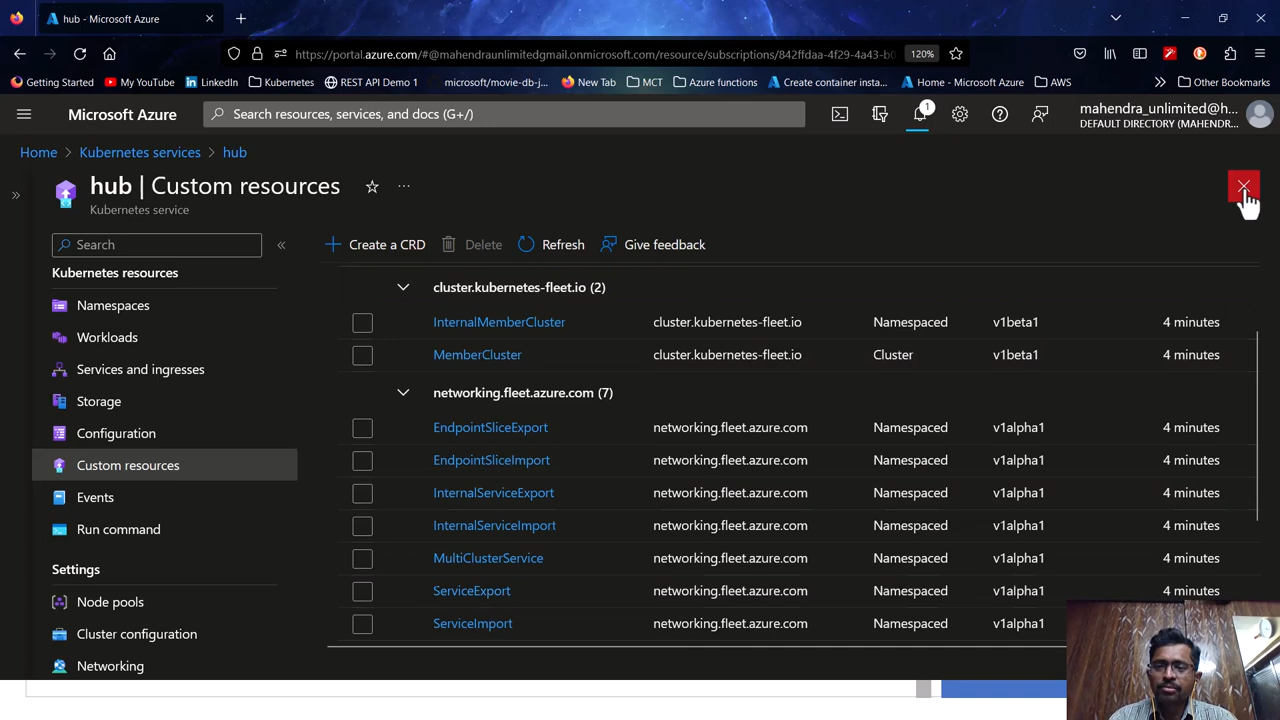 hub - Microsoft Azure
https://portal.azure.com/#@mahendraunlimitedgmail.onmicrosoft.com/resource/subscriptions/842ffdaa-4f29-4a43-b0
120%
Getting Started
My YouTube
LinkedIn
Kubernetes
REST API Demo 1
microsoft/movie-db-j...
New Tab
MCT
Azure functions
Create container insta...
Home - Microsoft Azure
AWS
Other Bookmarks
Microsoft Azure
Search resources, services, and docs (G+/)
1
mahendra_unlimited@h...
DEFAULT DIRECTORY (MAHENDR...
Home > Kubernetes services > hub
hub | Custom resources
Kubernetes service
Search
Create a CRD
Delete
Refresh
Give feedback
Kubernetes resources
Namespaces
Workloads
Services and ingresses
Storage
Configuration
Custom resources
Events
Run command
Settings
Node pools
Cluster configuration
Networking
cluster.kubernetes-fleet.io (2)
InternalMemberCluster cluster.kubernetes-fleet.io Namespaced v1beta1 4 minutes
MemberCluster cluster.kubernetes-fleet.io Cluster v1beta1 4 minutes
networking.fleet.azure.com (7)
EndpointSliceExport networking.fleet.azure.com Namespaced v1alpha1 4 minutes
EndpointSliceImport networking.fleet.azure.com Namespaced v1alpha1 4 minutes
InternalServiceExport networking.fleet.azure.com Namespaced v1alpha1 4 minutes
InternalServiceImport networking.fleet.azure.com Namespaced v1alpha1 4 minutes
MultiClusterService networking.fleet.azure.com Namespaced v1alpha1 4 minutes
ServiceExport networking.fleet.azure.com Namespaced v1alpha1 4 minutes
ServiceImport networking.fleet.azure.com Namespaced v1alpha1